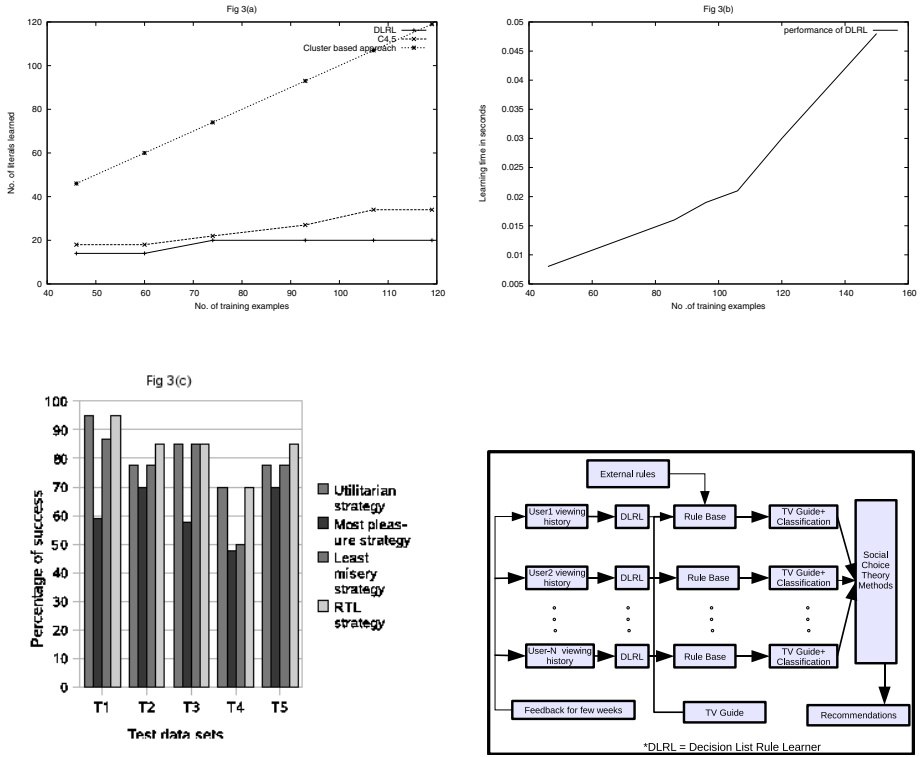 Fig 3(a)
DLRL
C4.5
Cluster based approach
120
100
80
60
40
20
0
No. of literals learned
40 50 60 70 80 90 100 110 120
No. of training examples
Fig 3(b)
performance of DLRL
0.05
0.045
0.04
0.035
0.03
0.025
0.02
0.015
0.01
0.005
Learning time in seconds
40 60 80 100 120 140 160
No .of training examples
Fig 3(c)
100
90
80
70
60
50
40
30
20
10
0
Percentage of success
T1 T2 T3 T4 T5
Test data sets
Utilitarian
strategy
Most pleas-
ure strategy
Least
misery
strategy
RTL
strategy
External rules
User1 viewing
history
DLRL
Rule Base
TV Guide+
Classification
User2 viewing
history
DLRL
Rule Base
TV Guide+
Classification
User-N viewing
history
DLRL
Rule Base
TV Guide+
Classification
Social
Choice
Theory
Methods
Feedback for few weeks
TV Guide
Recommendations
*DLRL = Decision List Rule Learner